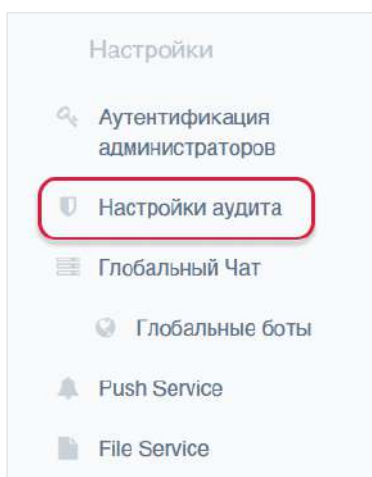 Настройки
Аутентификация
администраторов
Настройки аудита
Глобальный Чат
Глобальные боты
Push Service
File Service